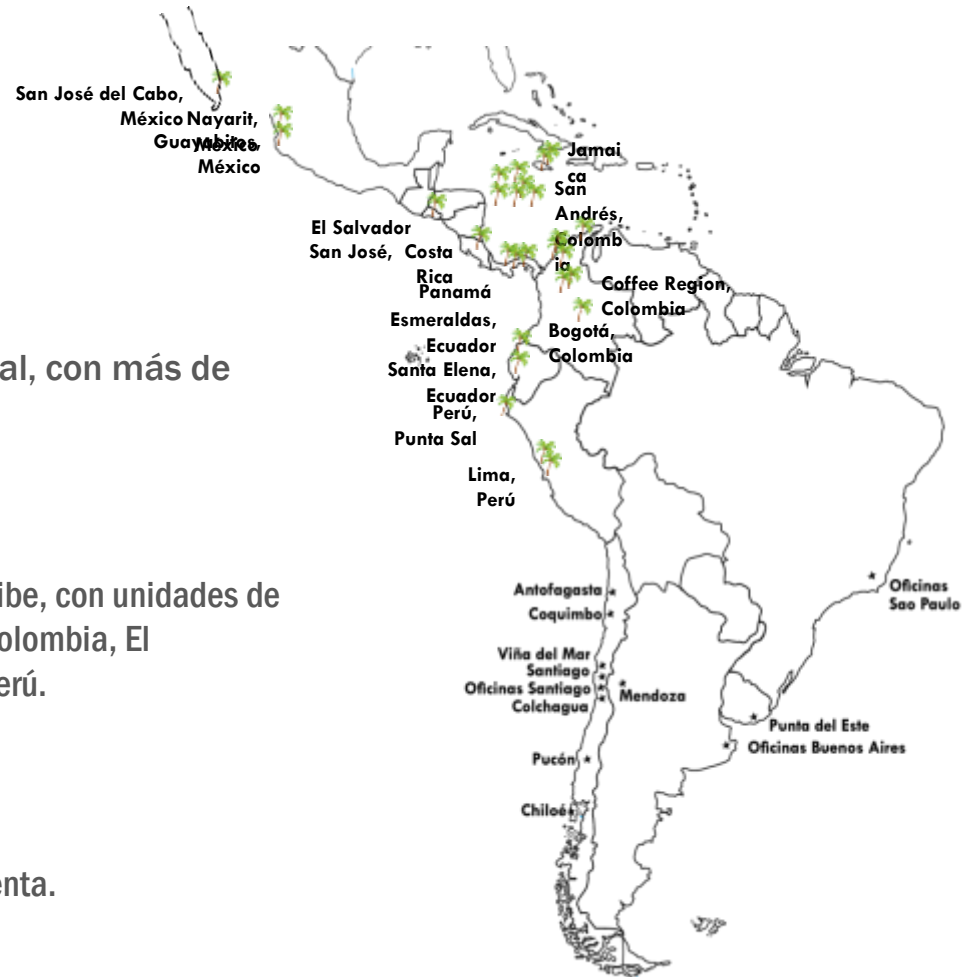 San José del Cabo,
México
Nayarit,
México
Guayabitos,
México
Jamai
ca
San
Andrés,
Colomb
ia
El Salvador
San José, Costa
Rica
Panamá
Coffee Region,
Colombia
Bogotá,
Colombia
Esmeraldas,
Ecuador
Santa Elena,
Ecuador
Perú,
Punta Sal
Lima,
Perú
al, con más de
ibe, con unidades de
olombia, El
erú.
enta.
Antofagasta
Coquimbo
Viña del Mar
Santiago
Oficinas Santiago
Colchagua
Mendoza
Pucón
Chiloé
Oficinas
Sao Paulo
Punta del Este
Oficinas Buenos Aires